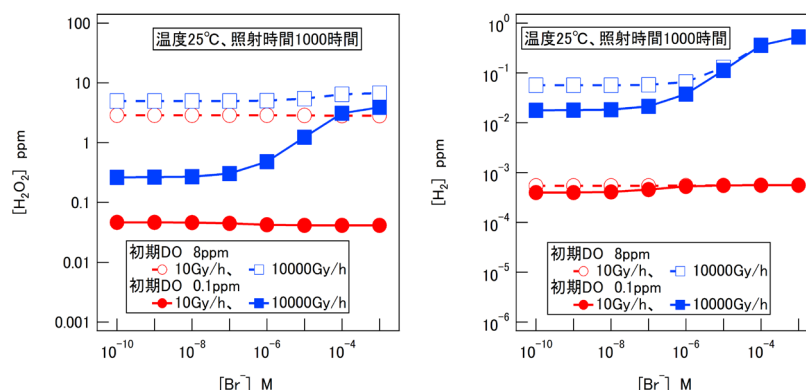 温度25℃、照射時間1000時間
100
10
1
0.1
0.01
0.001
[H₂O₂] ppm
初期DO 8ppm
10Gy/h、 10000Gy/h
初期DO 0.1ppm
10Gy/h、 10000Gy/h
10⁻¹⁰ 10⁻⁸ 10⁻⁶ 10⁻⁴
[Br⁻] M
温度25℃、照射時間1000時間
10⁰
10⁻¹
10⁻²
10⁻³
10⁻⁴
10⁻⁵
10⁻⁶
[H₂] ppm
初期DO 8ppm
10Gy/h、 10000Gy/h
初期DO 0.1ppm
10Gy/h、 10000Gy/h
10⁻¹⁰ 10⁻⁸ 10⁻⁶ 10⁻⁴
[Br⁻] M